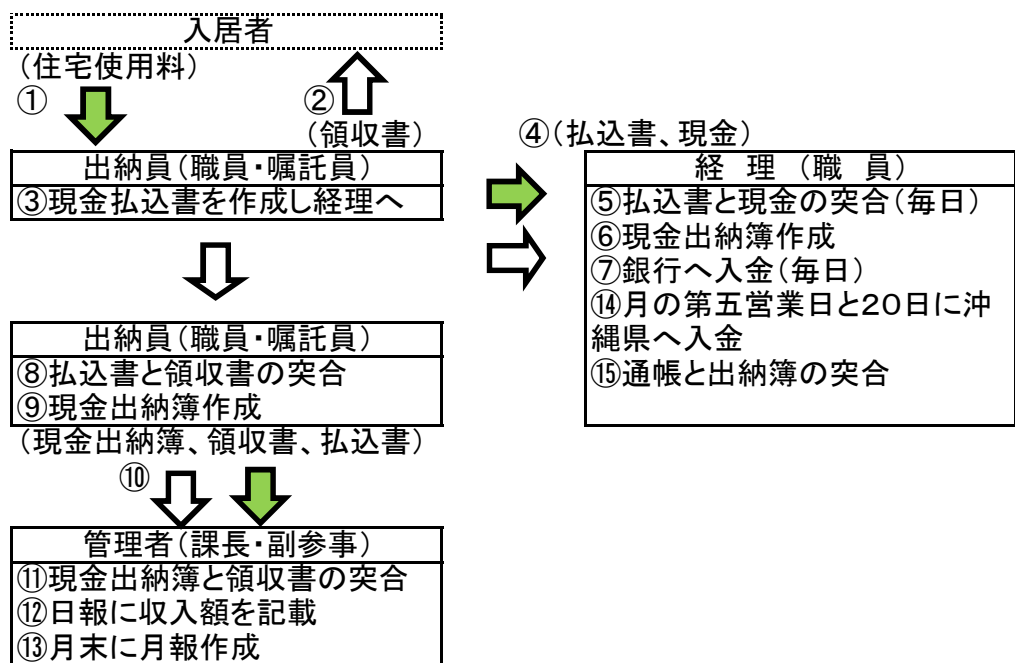 入居者
(住宅使用料)
①
②
(領収書)
出納員(職員・嘱託員)
③現金払込書を作成し経理へ
④(払込書、現金)
経 理 (職 員)
⑤払込書と現金の突合(毎日)
⑥現金出納簿作成
⑦銀行へ入金(毎日)
⑭月の第五営業日と20日に沖
縄県へ入金
⑮通帳と出納簿の突合
出納員(職員・嘱託員)
⑧払込書と領収書の突合
⑨現金出納簿作成
(現金出納簿、領収書、払込書)
⑩
管理者(課長・副参事)
⑪現金出納簿と領収書の突合
⑫日報に収入額を記載
⑬月末に月報作成